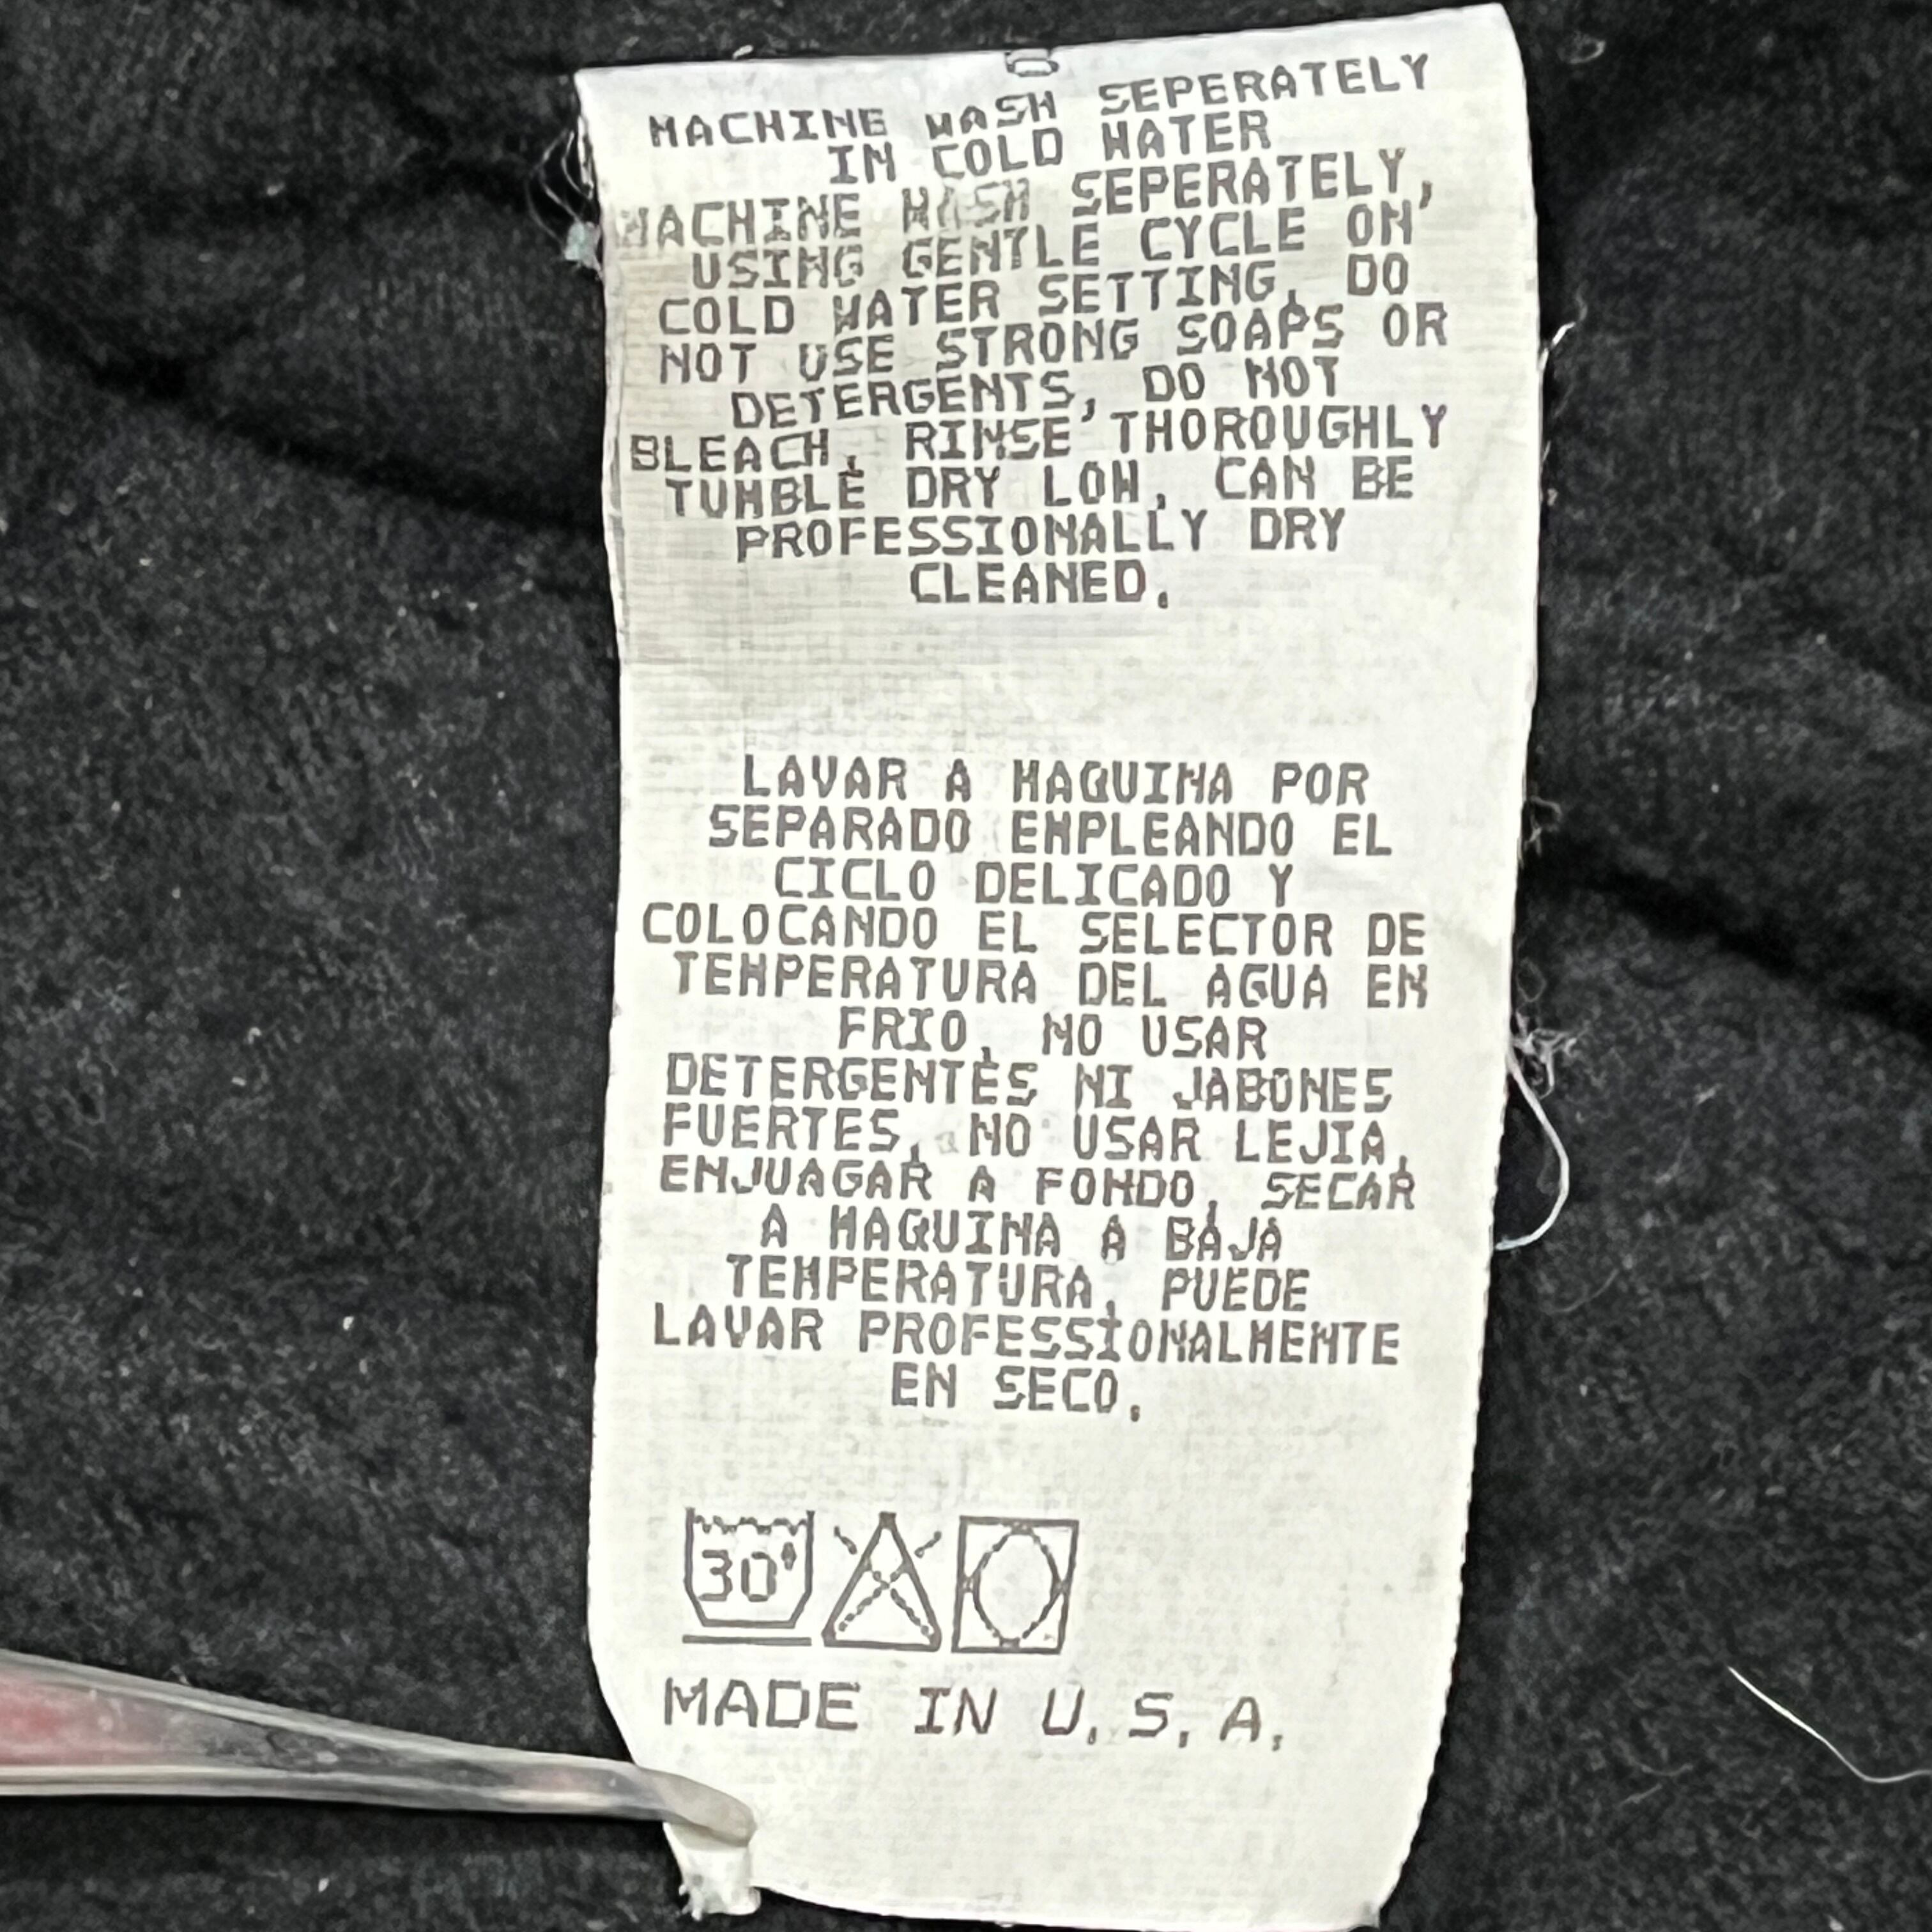 MACHINE WASH SEPERATELY
IN COLD WATER
MACHINE WASH SEPERATELY,
USING GENTLE CYCLE ON
COLD WATER SETTING, DO
NOT USE STRONG SOAPS OR
DETERGENTS, DO NOT
BLEACH, RINSE THOROUGHLY
TUMBLE DRY LOW, CAN BE
PROFESSIONALLY DRY
CLEANED.
LAVAR A MAQUINA POR
SEPARADO EMPLEANDO EL
CICLO DELICADO Y
COLOCANDO EL SELECTOR DE
TEMPERATURA DEL AGUA EN
FRIO, NO USAR
DETERGENTES NI JABONES
FUERTES, NO USAR LEJIA,
ENJUAGAR A FONDO, SECAR
A MAQUINA A BAJA
TEMPERATURA, PUEDE
LAVAR PROFESSIONALMENTE
EN SECO.
30°
MADE IN U.S.A.